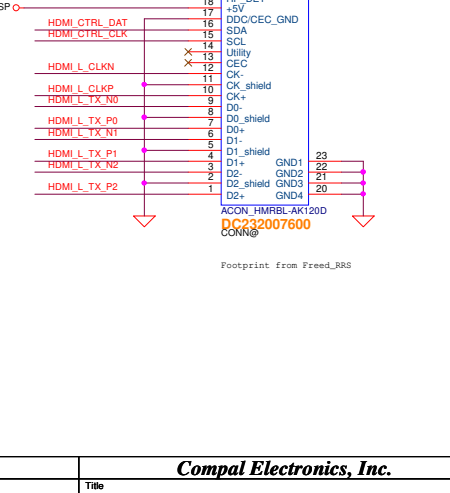 18
+5V
17 DDC/CEC_GND
HDMI_CTRL_DAT 16 SDA
HDMI_CTRL_CLK 15 SCL
14 Utility
13 CEC
HDMI_L_CLKN 12 CK-
11 CK_shield
HDMI_L_CLKP 10 CK+
HDMI_L_TX_N0 9 D0-
8 D0_shield
HDMI_L_TX_P0 7 D0+
HDMI_L_TX_N1 6 D1-
5 D1_shield
HDMI_L_TX_P1 4 D1+ GND1 23
HDMI_L_TX_N2 3 D2- GND2 22
2 D2_shield GND3 21
HDMI_L_TX_P2 1 D2+ GND4 20
ACON_HMRBL-AK120D
DC232007600
CONN@
Footprint from Freed_RRS
Compal Electronics, Inc.
Title